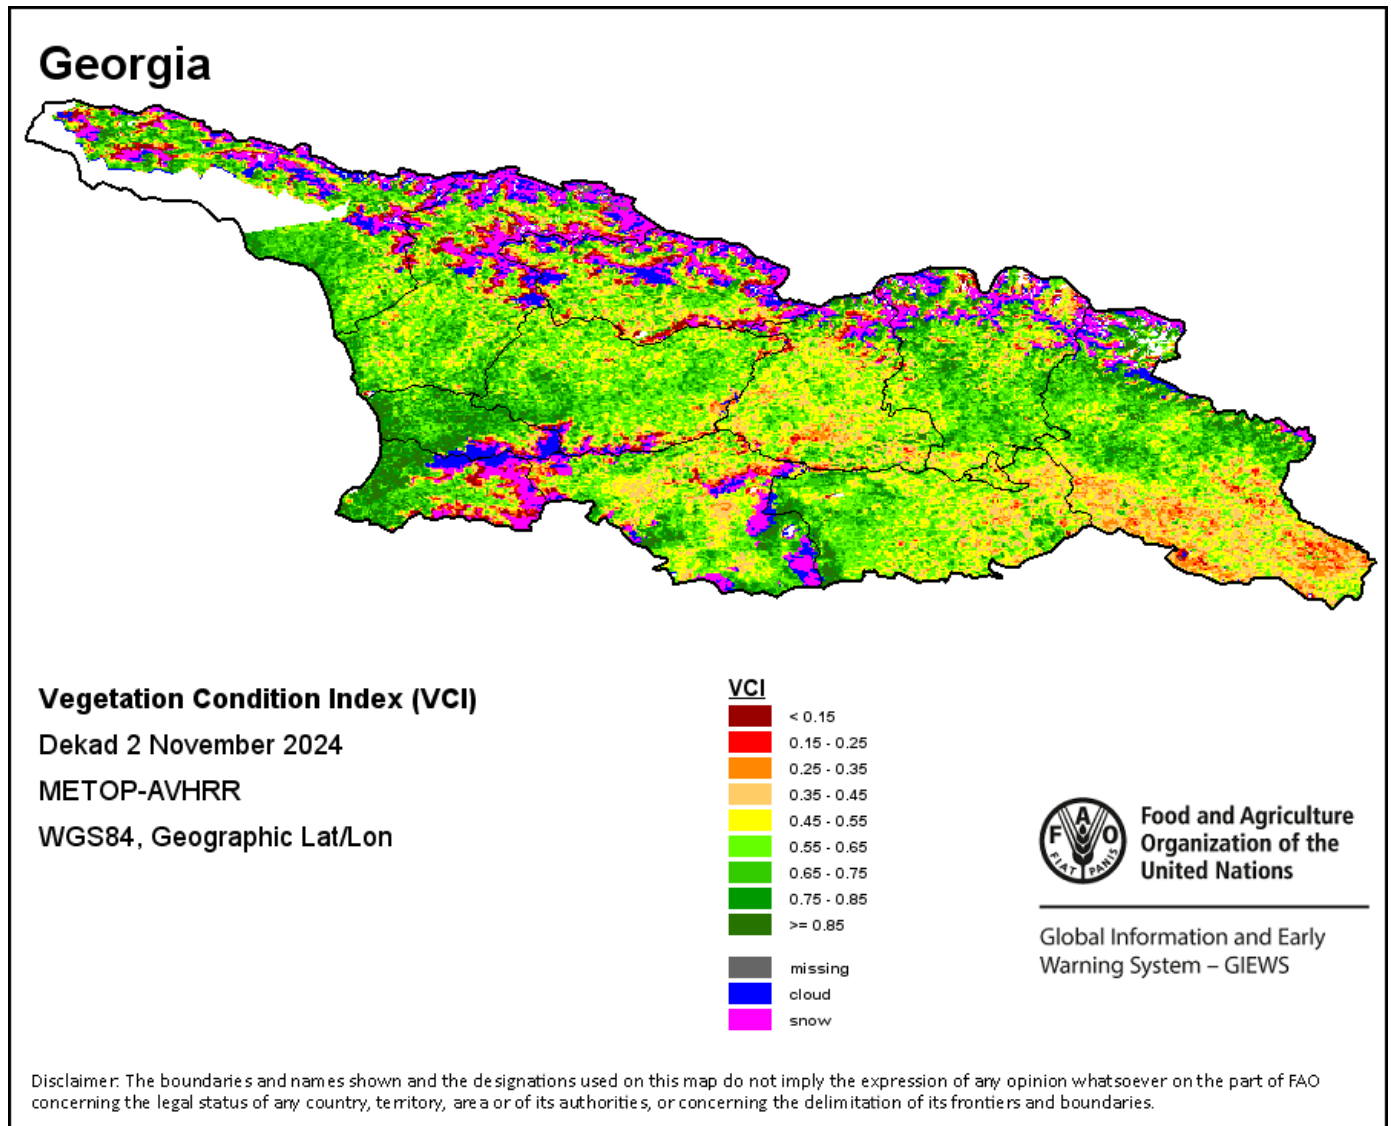 Georgia
Vegetation Condition Index (VCI)
Dekad 2 November 2024
METOP-AVHRR
WGS84, Geographic Lat/Lon
VCI
< 0.15
0.15 - 0.25
0.25 - 0.35
0.35 - 0.45
0.45 - 0.55
0.55 - 0.65
0.65 - 0.75
0.75 - 0.85
>= 0.85
missing
cloud
snow
F A O
FIAT PANIS
Food and Agriculture
Organization of the
United Nations
Global Information and Early
Warning System – GIEWS
Disclaimer: The boundaries and names shown and the designations used on this map do not imply the expression of any opinion whatsoever on the part of FAO
concerning the legal status of any country, territory, area or of its authorities, or concerning the delimitation of its frontiers and boundaries.